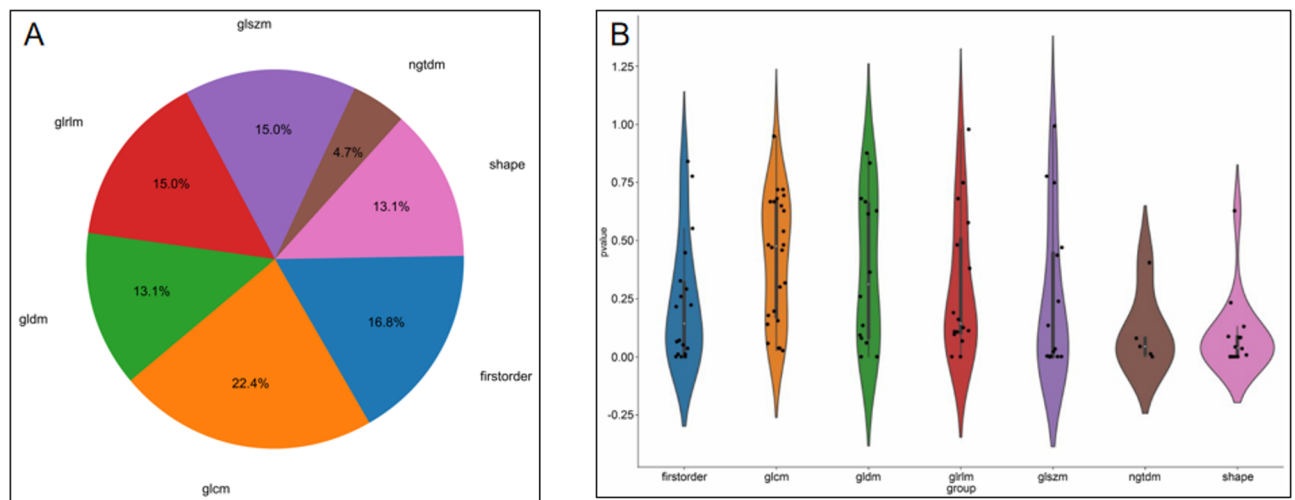 A
glszm
ngtdm
glrlm
15.0%
4.7%
shape
15.0%
13.1%
13.1%
gldm
16.8%
22.4%
firstorder
glcm
B
1.25
1.00
0.75
0.50
pvalue
0.25
0.00
-0.25
firstorder glcm gldm glrlm glszm ngtdm shape
group